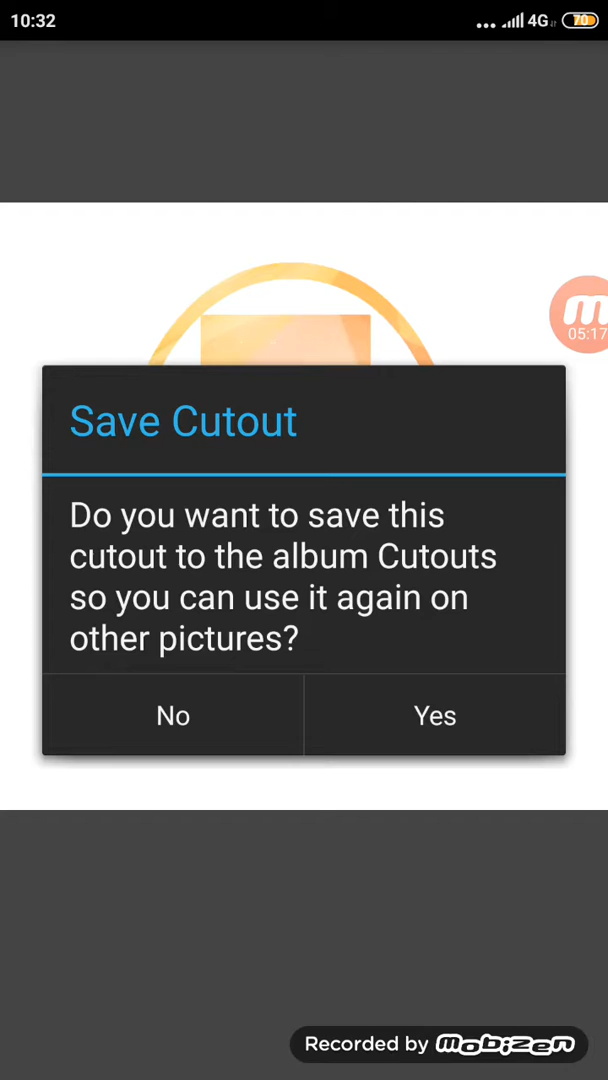 10:32
4G
70
m
05:17
Save Cutout
Do you want to save this
cutout to the album Cutouts
so you can use it again on
other pictures?
No
Yes
Recorded by mobizen